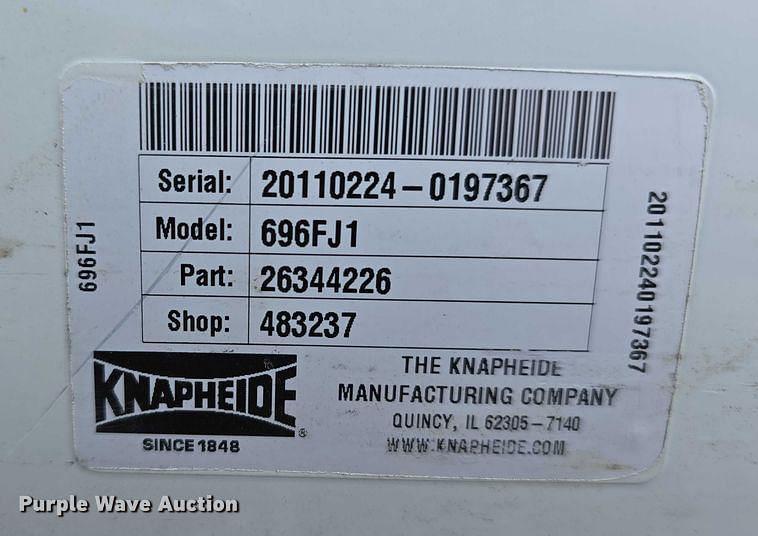 Serial: 20110224-0197367
Model: 696FJ1
Part: 26344226
Shop: 483237
696FJ1
201102240197367
KNAPHEIDE®
SINCE 1848
THE KNAPHEIDE
MANUFACTURING COMPANY
QUINCY, IL 62305-7140
WWW.KNAPHEIDE.COM
Purple Wave Auction